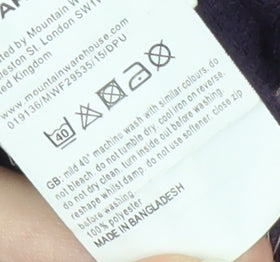 ted by Mountain W
leston St. London SW1W
ted Kingdom
www.mountainwarehouse.com
019136/MWFZ9535/15/DPU
40
GB: mild 40° machine wash with similar colours, do
not bleach. do not tumble dry. cool iron on reverse.
do not dry clean. turn inside out before washing.
reshape whilst damp. do not use softener. close zip
before washing.
100% polyester
MADE IN BANGLADESH